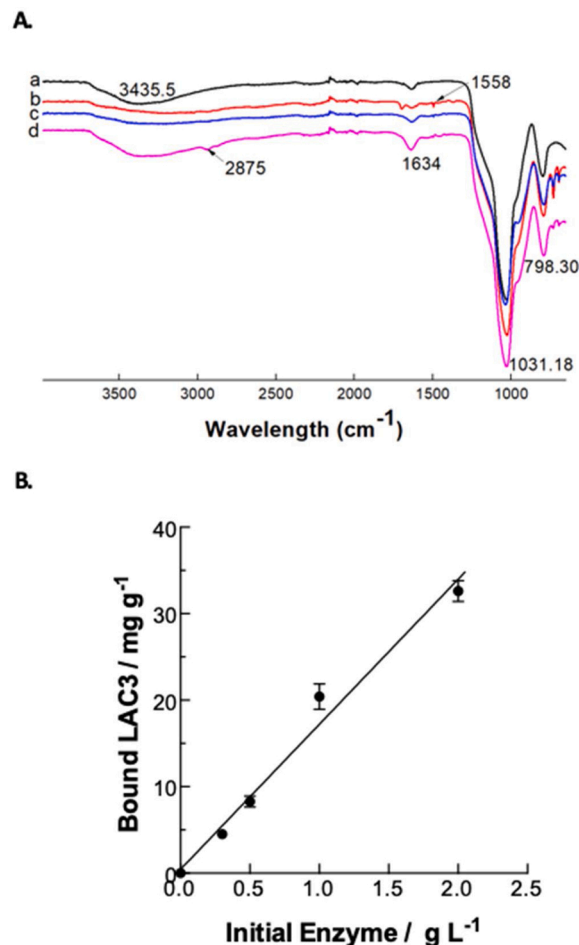 A.
a
b
c
d
3435.5
1558
2875
1634
798.30
1031.18
3500 3000 2500 2000 1500 1000
Wavelength (cm-1)
B.
Bound LAC3 / mg g-1
40
30
20
10
0
0.0 0.5 1.0 1.5 2.0 2.5
Initial Enzyme / g L-1